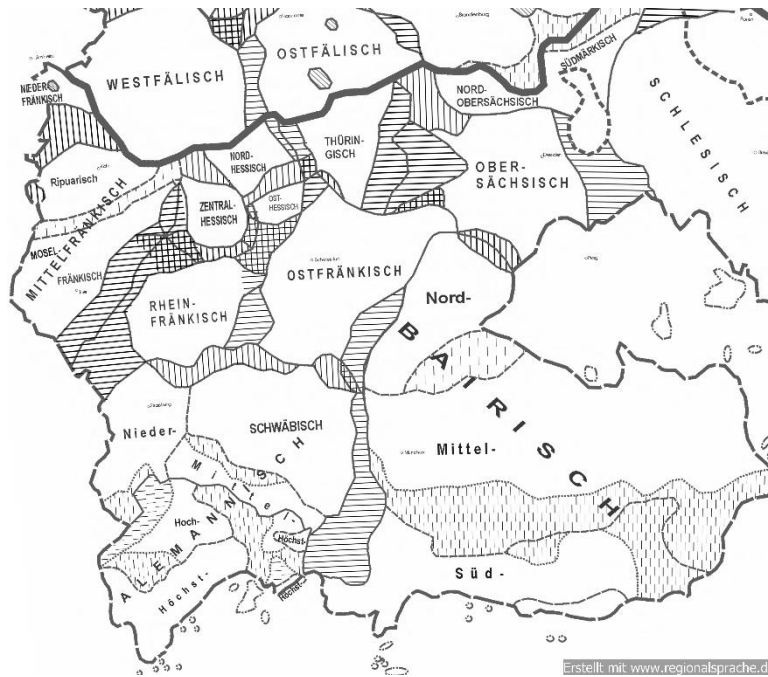 OSTFÄLISCH
WESTFÄLISCH
SÜDMÄRKISCH
NIEDER
FRÄNKISCH
NORD-
OBERSÄCHSISCH
SCHLESISCH
THÜRIN-
GISCH
NORD-
HESSISCH
Ripuarisch
OBER-
SÄCHSISCH
ZENTRAL-
HESSISCH
OST-
HESSISCH
MITTELFRÄNKISCH
MOSEL-
FRÄNKISCH
OSTFRÄNKISCH
RHEIN-
FRÄNKISCH
Nord-
BAIRISCH
SCHWÄBISCH
Nieder-
Mittel-
Mittel-
ALEMANNISCH
Hoch-
Höchst-
Höchst-
Höchst-
Süd-
Erstellt mit www.regionalsprache.d